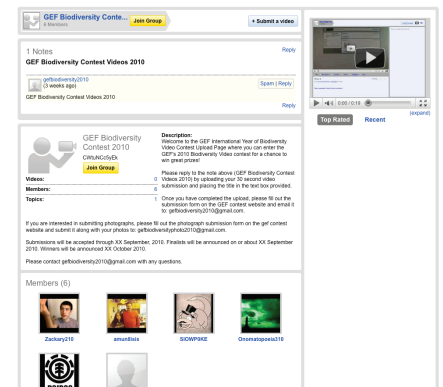 GEF Biodiversity Conte...
6 Members
Join Group
+ Submit a video
1 Notes
Reply
GEF Biodiversity Contest Videos 2010
gefbiodiversity2010
(3 weeks ago)
Spam | Reply
GEF Biodiversity Contest Videos 2010
Reply
GEF Biodiversity
Contest 2010
CWtuNCc5yEk
Join Group
Videos: 0
Members: 6
Topics: 1
Description:
Welcome to the GEF International Year of Biodiversity
Video Contest Upload Page where you can enter the
GEF's 2010 Biodiversity Video contest for a chance to
win great prizes!
Please reply to the note above (GEF Biodiversity Contest
Videos 2010) by uploading your 30 second video
submission and placing the title in the text box provided.
Once you have completed the upload, please fill out the
submission form on the GEF contest website and email it
to: gefbiodiversity2010@gmail.com.
If you are interested in submitting photographs, please fill out the photograph submission form on the gef contest
website and submit it along with your photos to: gefbiodiversityphoto2010@gmail.com.
Submissions will be accepted through XX September, 2010. Finalists will be announced on or about XX September
2010. Winners will be announced XX October 2010.
Please contact gefbiodiversity2010@gmail.com with any questions.
Members (6)
Zackary210
amun8isis
SIOWP0KE
Onomatopoeia310
0:00 / 0:19
(expand)
Top Rated
Recent